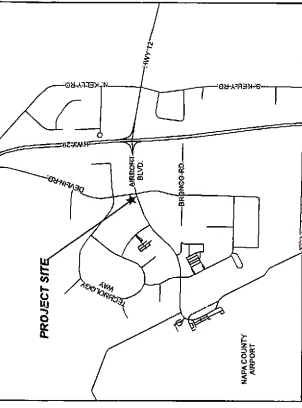 HWY 12
N. KELLY RD
S. KELLY RD
HWY 29
DEVLIN RD.
AIRPORT
BLVD.
BRONCO RD
PROJECT SITE
TECHNOLOGY
WAY
NAPA COUNTY
AIRPORT